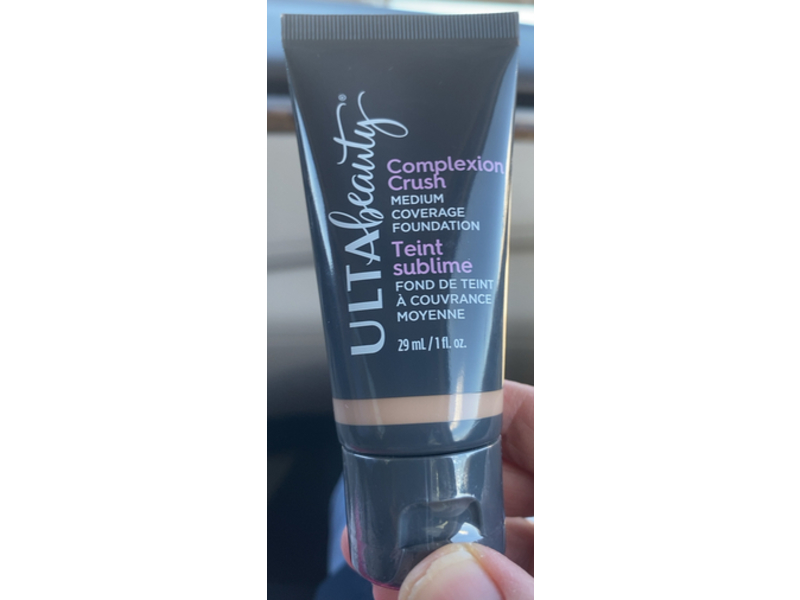 ULTAbeauty®
Complexion
Crush
MEDIUM
COVERAGE
FOUNDATION
Teint
sublime
FOND DE TEINT
À COUVRANCE
MOYENNE
29 mL / 1 fl. oz.